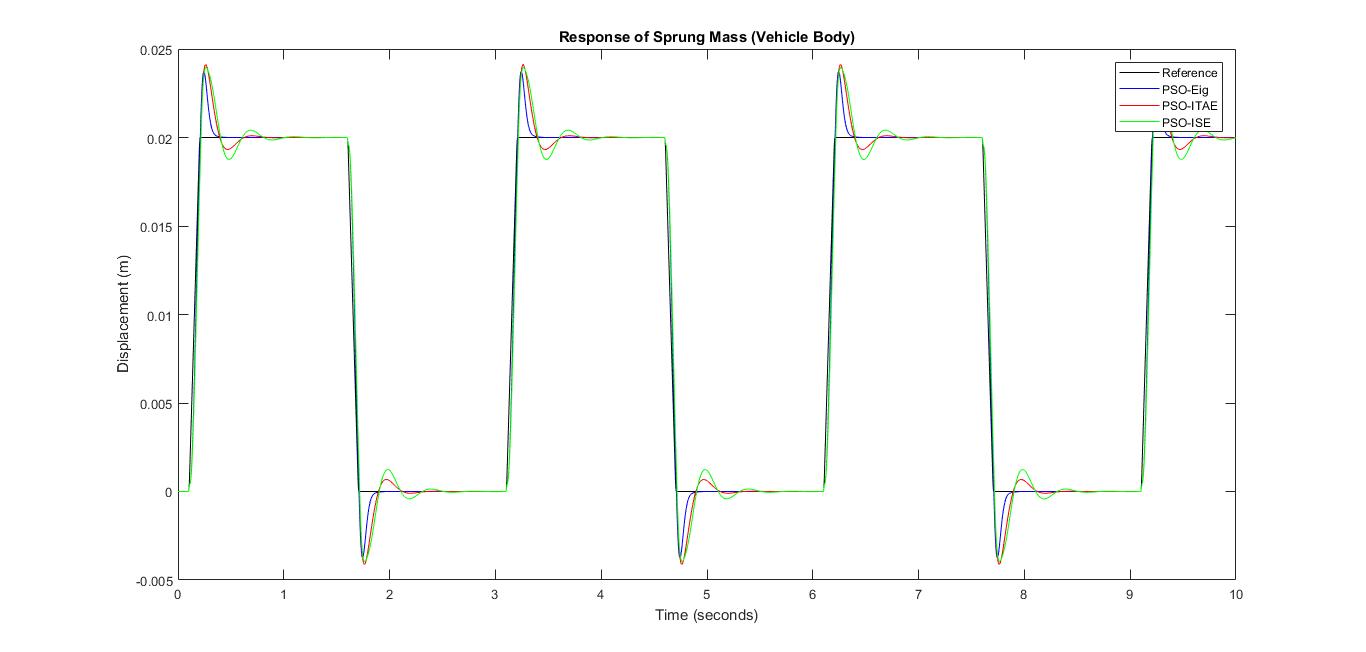 Response of Sprung Mass (Vehicle Body)
0.025
0.02
0.015
0.01
0.005
0
-0.005
Displacement (m)
Reference
PSO-Eig
PSO-ITAE
PSO-ISE
0 1 2 3 4 5 6 7 8 9 10
Time (seconds)